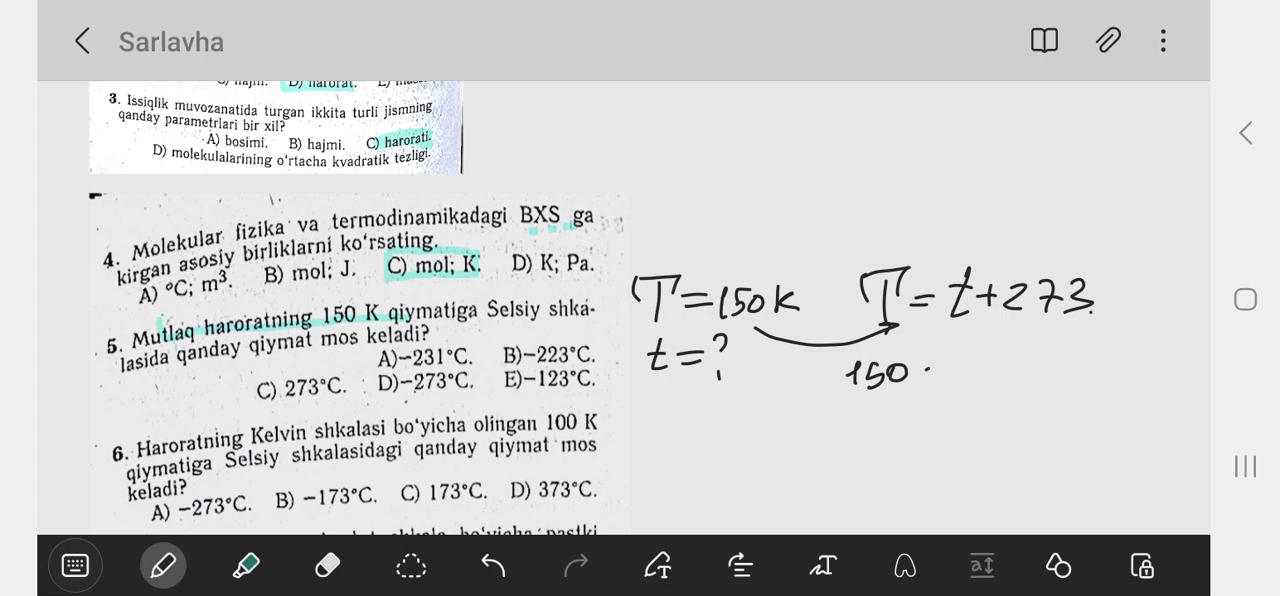 Sarlavha
D) harorat.
3. Issiqlik muvozanatida turgan ikkita turli jismning
qanday parametrlari bir xil?
A) bosimi. B) hajmi. C) harorati.
D) molekulalarining o'rtacha kvadratik tezligi.
4. Molekular fizika va termodinamikadagi BXS ga
kirgan asosiy birliklarni ko'rsating.
A) °C; m³. B) mol; J. C) mol; K. D) K; Pa.
5. Mutlaq haroratning 150 K qiymatiga Selsiy shka-
lasida qanday qiymat mos keladi?
A)−231°C. B)−223°C.
C) 273°C. D)−273°C. E)−123°C.
6. Haroratning Kelvin shkalasi bo'yicha olingan 100 K
qiymatiga Selsiy shkalasidagi qanday qiymat mos
keladi?
A) −273°C. B) −173°C. C) 173°C. D) 373°C.
T=150K T=t+273.
t=?
150.